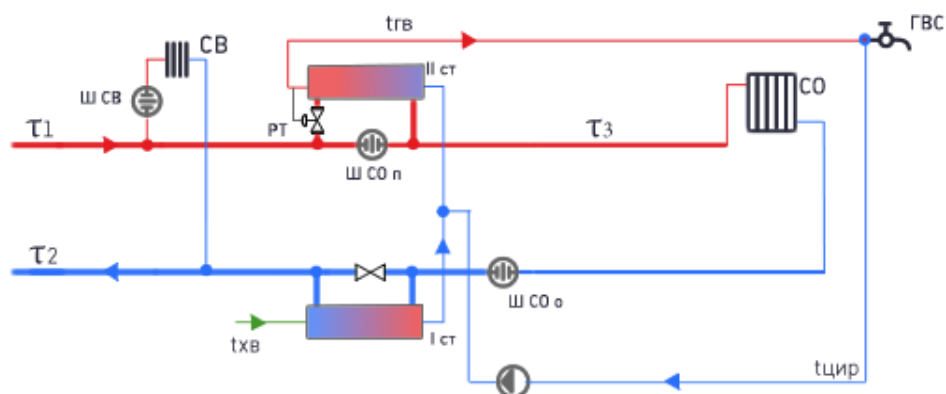 tгв
ГВС
СВ
II ст
Ш СВ
СО
τ1
РТ
τ3
Ш СО п
τ2
Ш СО о
tхв
I ст
tцир